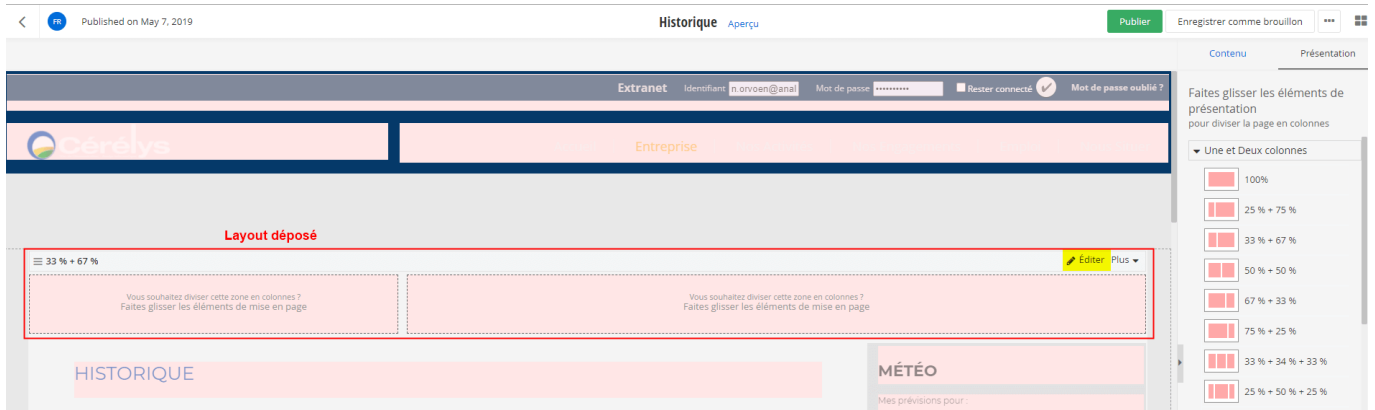 FR Published on May 7, 2019 Historique Aperçu Publier Enregistrer comme brouillon
Contenu Présentation
Extranet Identifiant n.orvoen@anal Mot de passe •••••••••• Rester connecté Mot de passe oublié ?
Faites glisser les éléments de
présentation
pour diviser la page en colonnes
Cérélys Entreprise
Une et Deux colonnes
100%
25 % + 75 %
33 % + 67 %
50 % + 50 %
67 % + 33 %
75 % + 25 %
33 % + 34 % + 33 %
25 % + 50 % + 25 %
Layout déposé
33 % + 67 % Éditer Plus
Vous souhaitez diviser cette zone en colonnes ?
Faites glisser les éléments de mise en page
Vous souhaitez diviser cette zone en colonnes ?
Faites glisser les éléments de mise en page
HISTORIQUE
MÉTÉO
Mes prévisions pour :